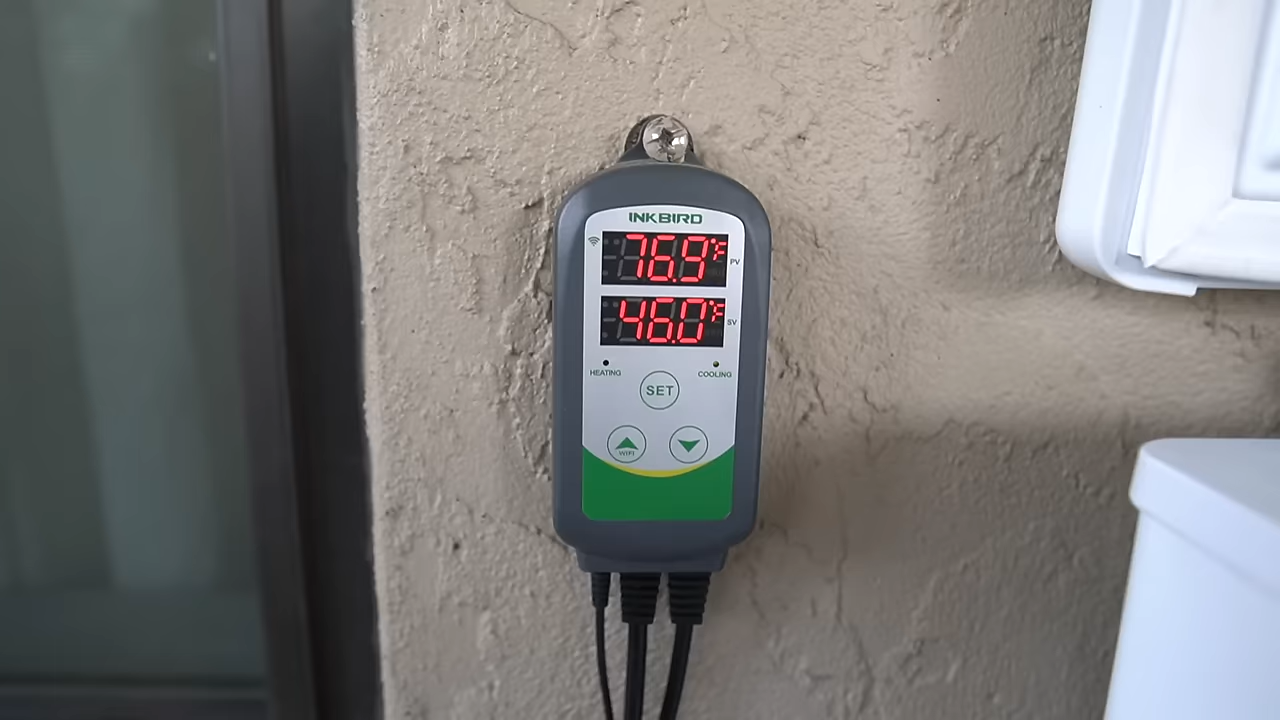 INKBIRD
76.9°F PV
46.0°F SV
HEATING COOLING
SET
WIFI